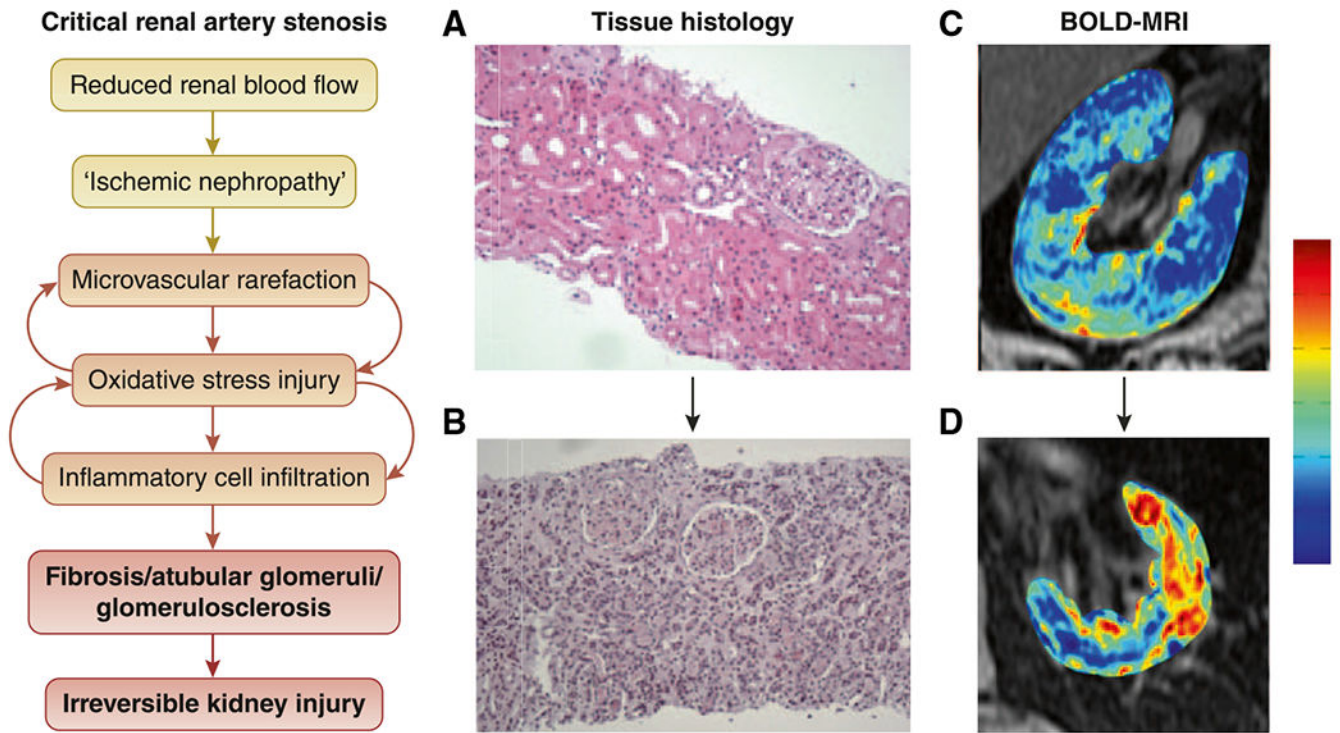 Critical renal artery stenosis
Reduced renal blood flow
‘Ischemic nephropathy’
Microvascular rarefaction
Oxidative stress injury
Inflammatory cell infiltration
Fibrosis/atubular glomeruli/
glomerulosclerosis
Irreversible kidney injury
A
Tissue histology
B
C
BOLD-MRI
D